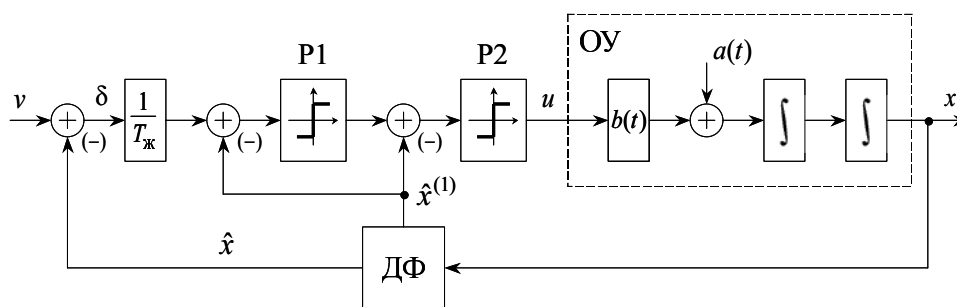 ОУ
P1
P2
a(t)
v
δ
1
Tж
u
b(t)
∫
∫
x
+
(–)
+
(–)
+
(–)
+
x̂(1)
x̂
ДФ